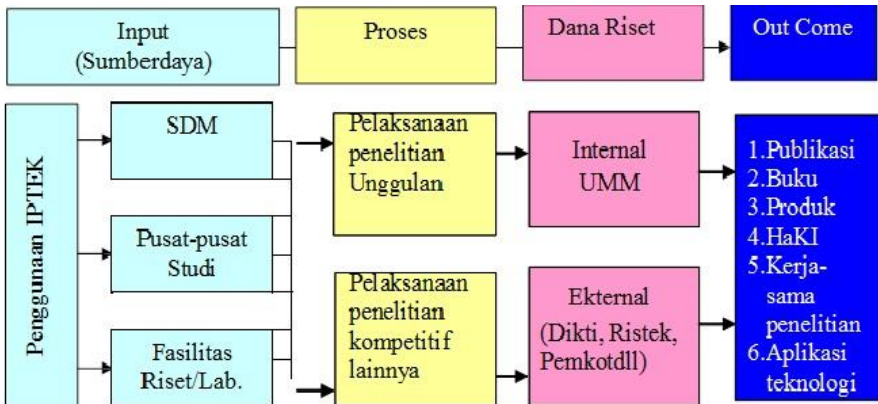 Input
(Sumberdaya)
Proses
Dana Riset
Out Come
Penggunaan IPTEK
SDM
Pusat-pusat
Studi
Fasilitas
Riset/Lab.
Pelaksanaan
penelitian
Unggulan
Pelaksanaan
penelitian
kompetitif
lainnya
Internal
UMM
Ekternal
(Dikti, Ristek,
Pemkotdll)
1.Publikasi
2.Buku
3.Produk
4.HaKI
5.Kerja-
sama
penelitian
6.Aplikasi
teknologi